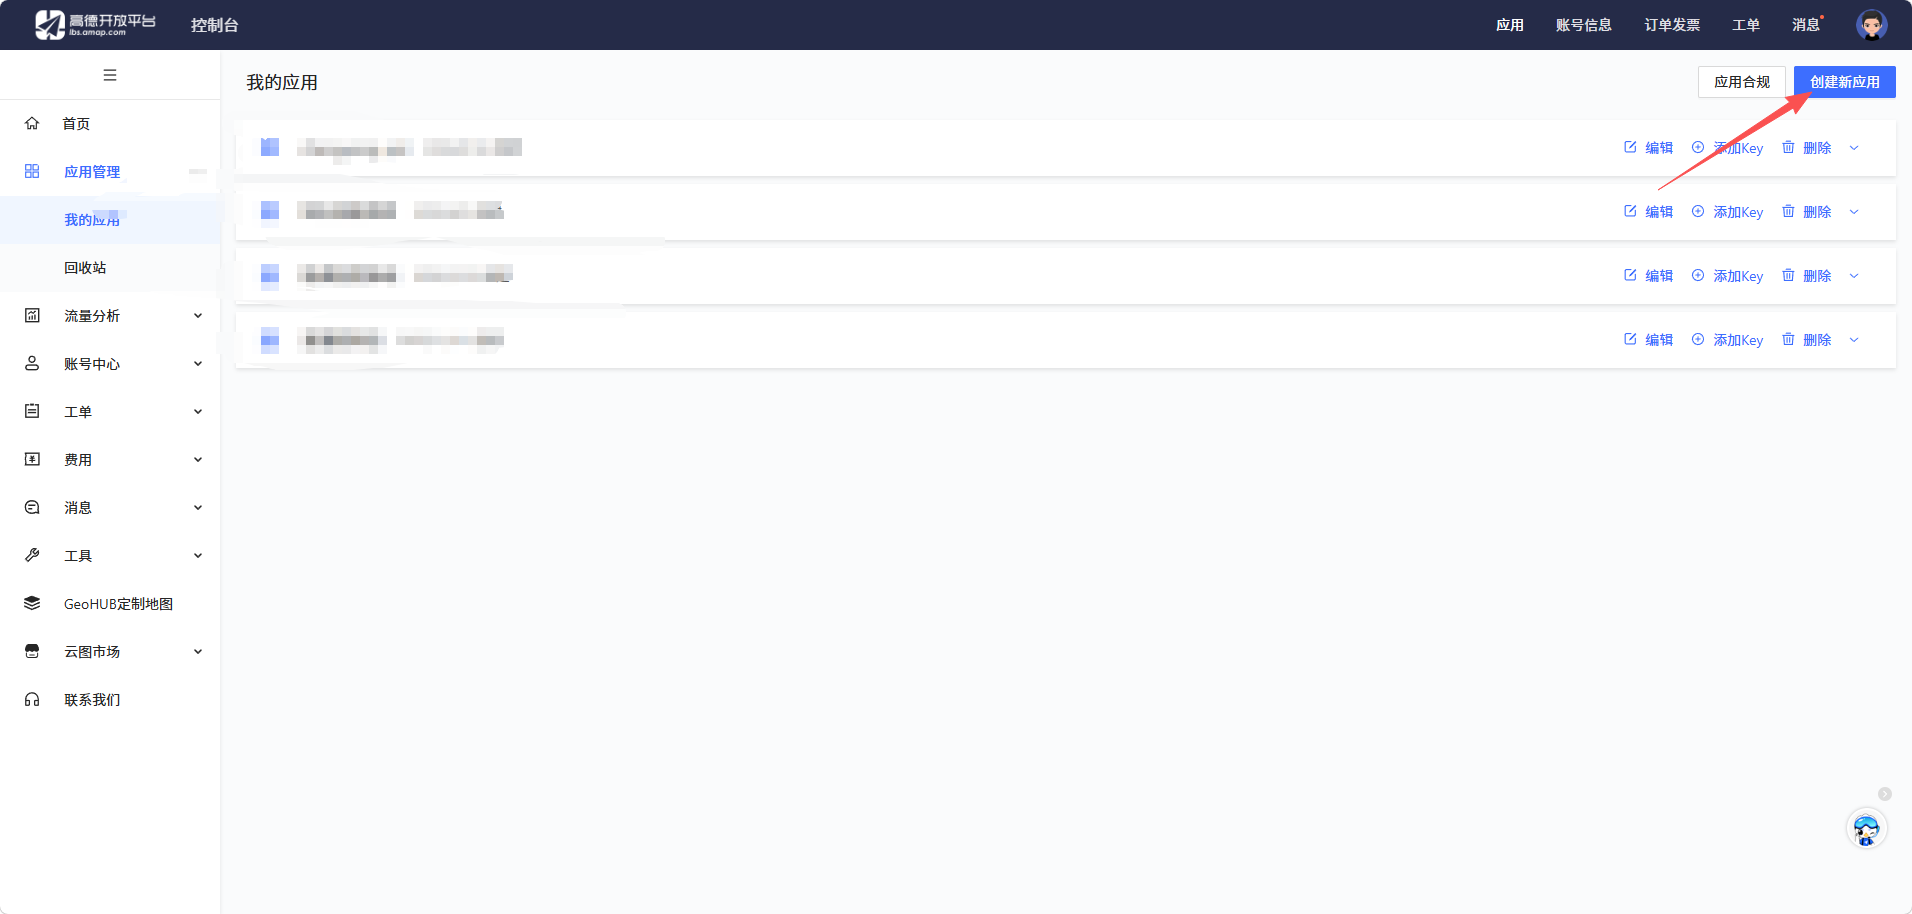 高德开放平台
lbs.amap.com
控制台
应用
账号信息
订单发票
工单
消息
首页
应用管理
我的应用
回收站
流量分析
账号中心
工单
费用
消息
工具
GeoHUB定制地图
云图市场
联系我们
我的应用
应用合规
创建新应用
编辑 添加Key 删除
编辑 添加Key 删除
编辑 添加Key 删除
编辑 添加Key 删除